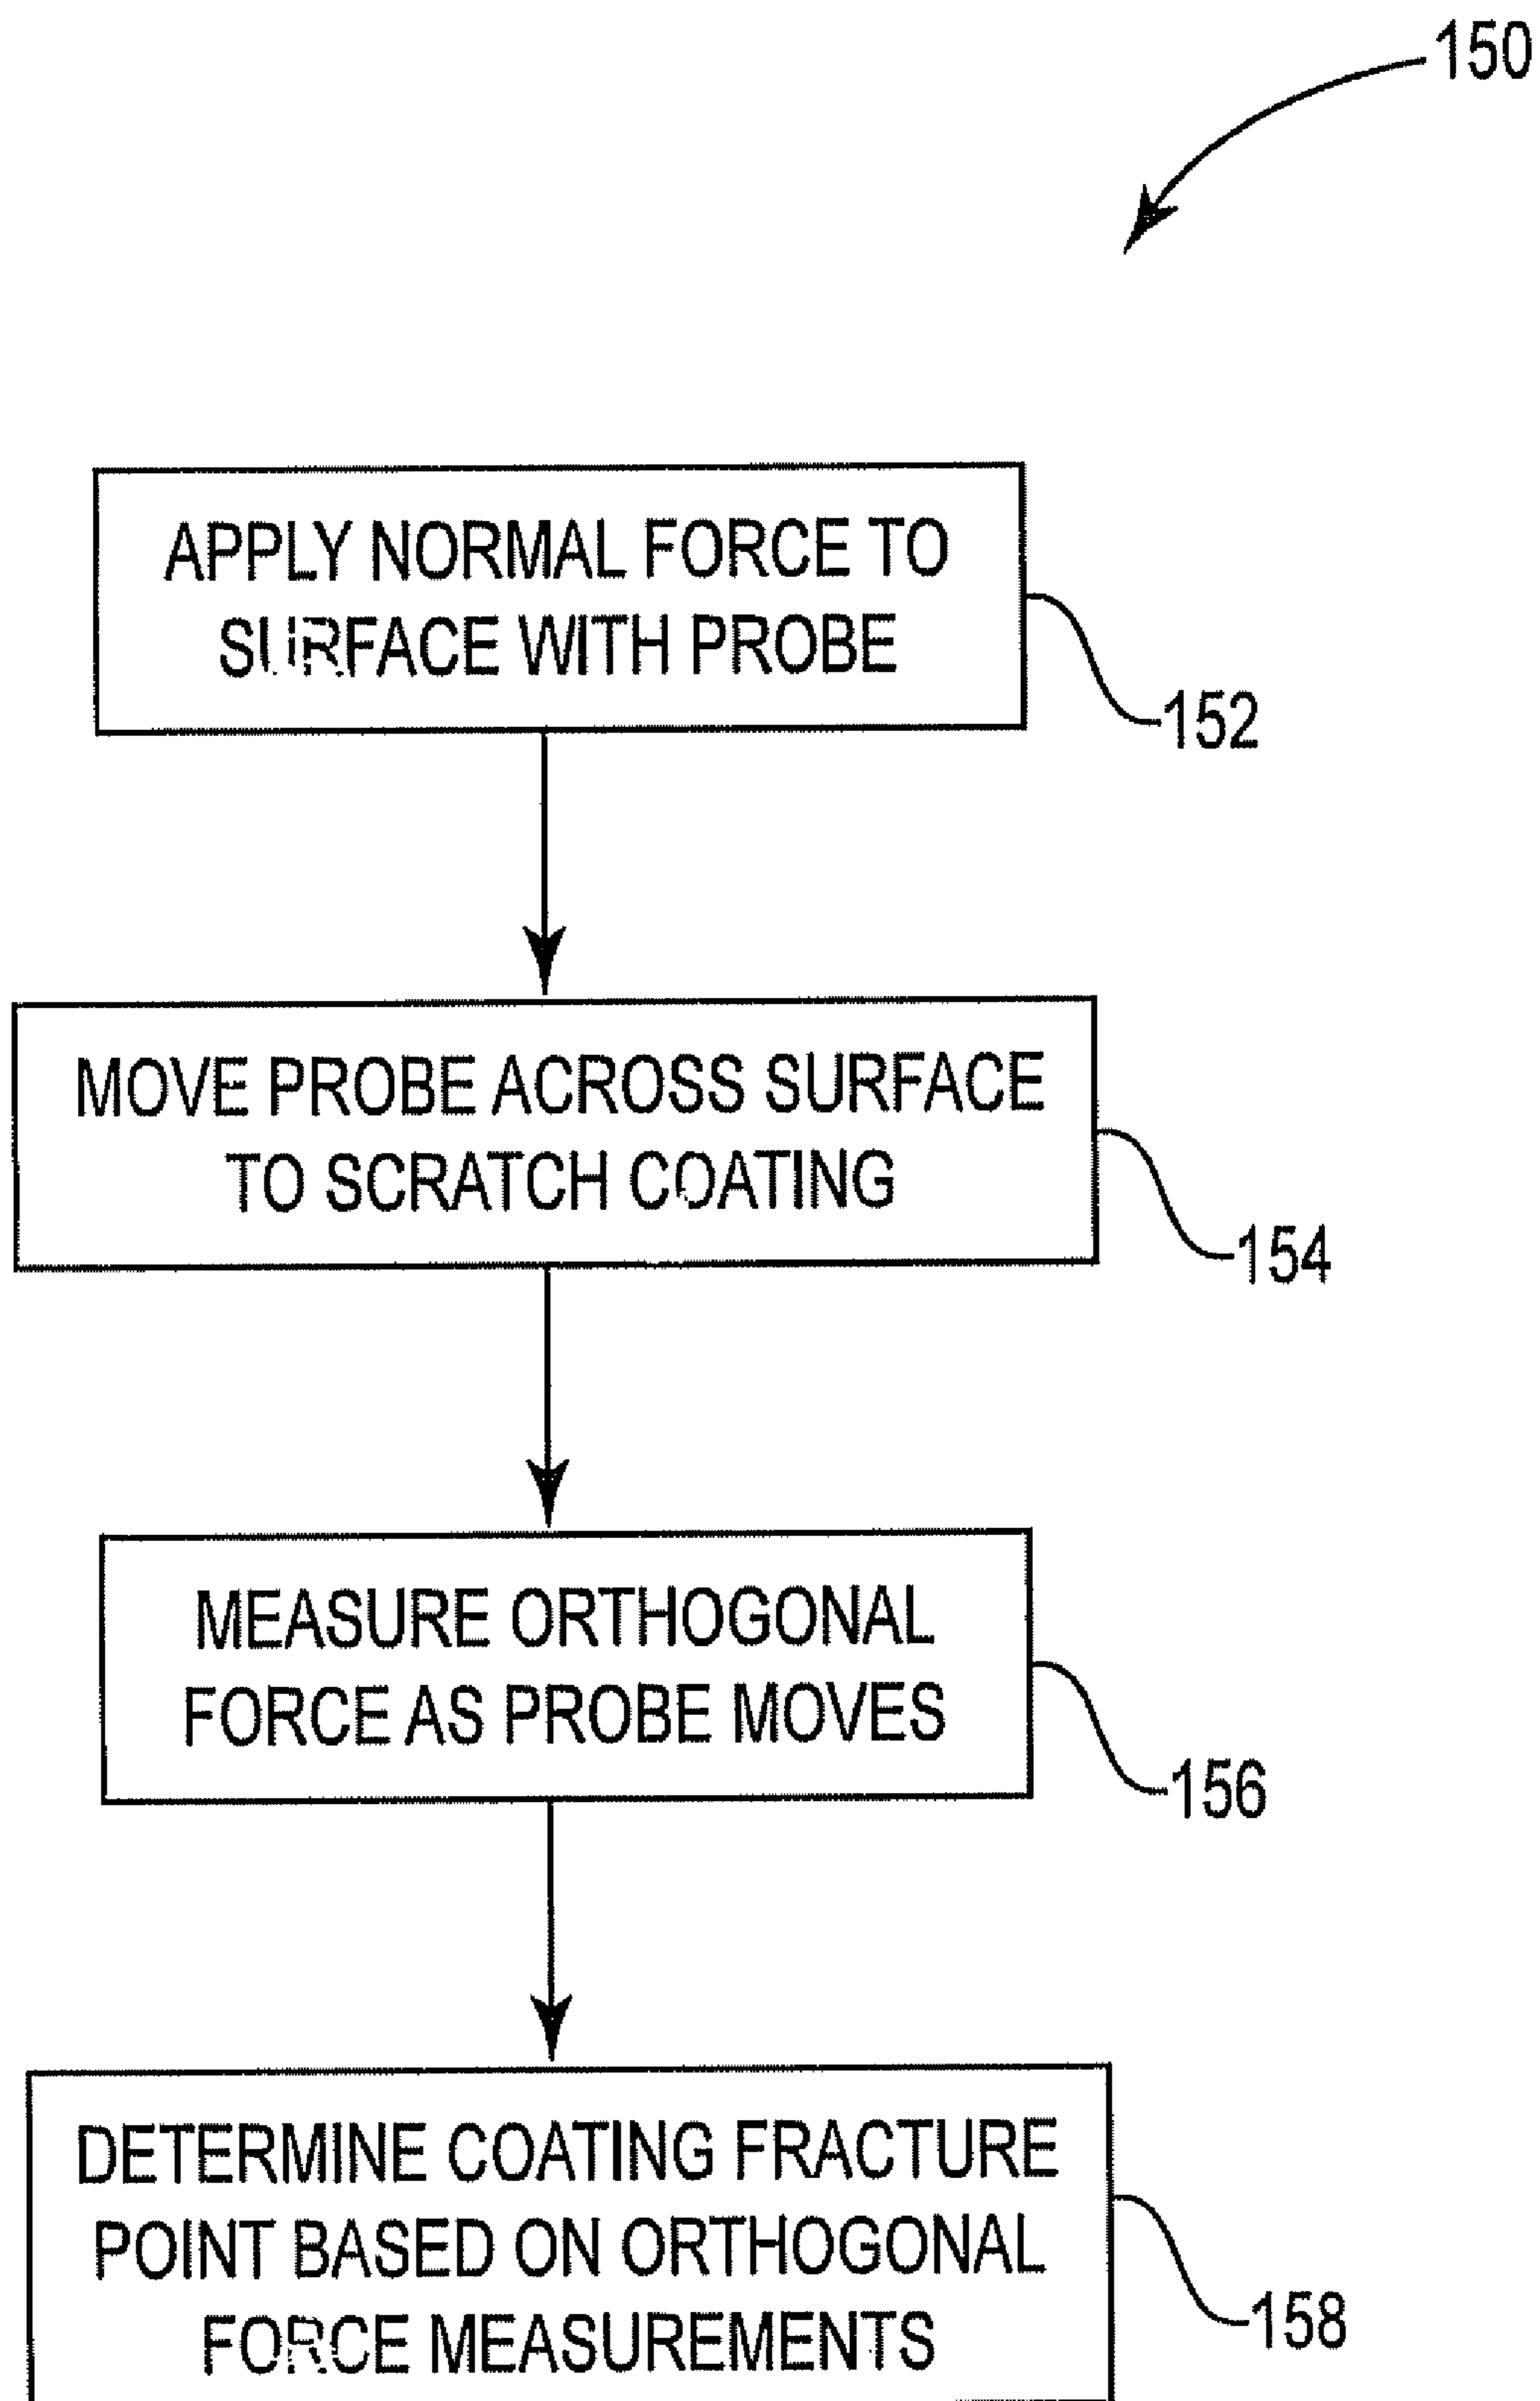 150
APPLY NORMAL FORCE TO
SURFACE WITH PROBE
152
MOVE PROBE ACROSS SURFACE
TO SCRATCH COATING
154
MEASURE ORTHOGONAL
FORCE AS PROBE MOVES
156
DETERMINE COATING FRACTURE
POINT BASED ON ORTHOGONAL
FORCE MEASUREMENTS
158